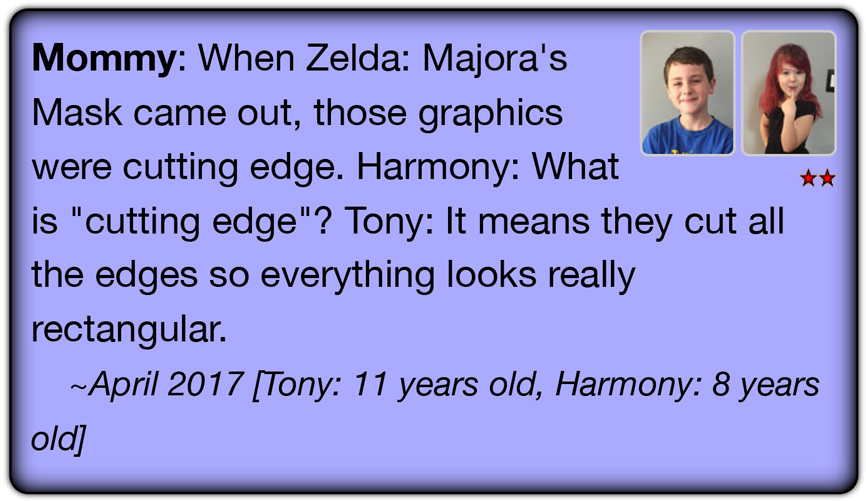 Mommy: When Zelda: Majora's
Mask came out, those graphics
were cutting edge. Harmony: What
is "cutting edge"? Tony: It means they cut all
the edges so everything looks really
rectangular.
~April 2017 [Tony: 11 years old, Harmony: 8 years
old]